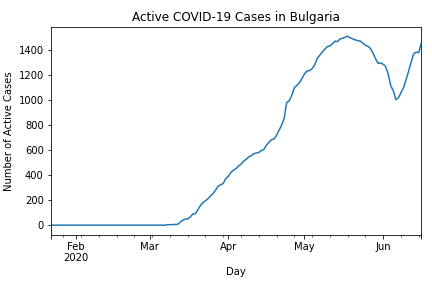 Active COVID-19 Cases in Bulgaria
Number of Active Cases
1400
1200
1000
800
600
400
200
0
Feb Mar Apr May Jun
2020
Day